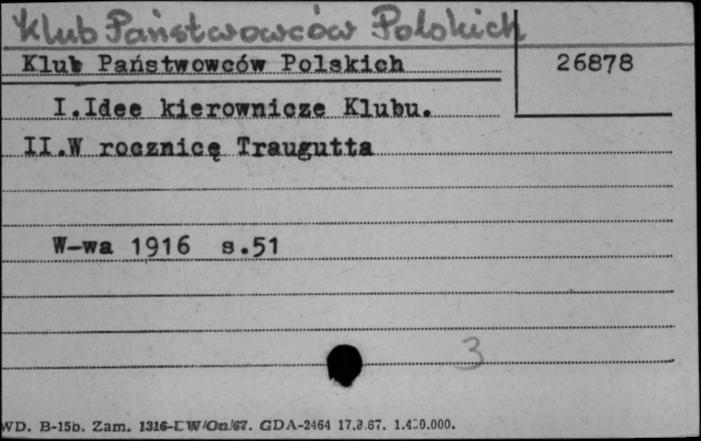 Klub Państwowców Polskich
Klub Państwowców Polskich
26878
I.Idee kierownicze Klubu.
II.W rocznicę Traugutta
W-wa 1916 s.51
3
WD. B-15b. Zam. 1316-LW/On/67. GDA-2464 17.8.67. 1.400.000.